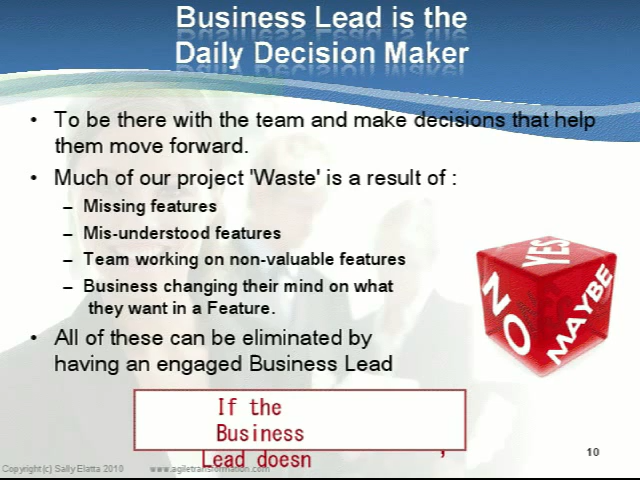 Business Lead is the
Daily Decision Maker
• To be there with the team and make decisions that help
them move forward.
• Much of our project 'Waste' is a result of :
– Missing features
– Mis-understood features
– Team working on non-valuable features
– Business changing their mind on what
they want in a Feature.
• All of these can be eliminated by
having an engaged Business Lead
YES
NO
MAYBE
If the
Business
Lead doesn '
10
Copyright(c) Sally Elatta 2010 www.agiletransformation.com